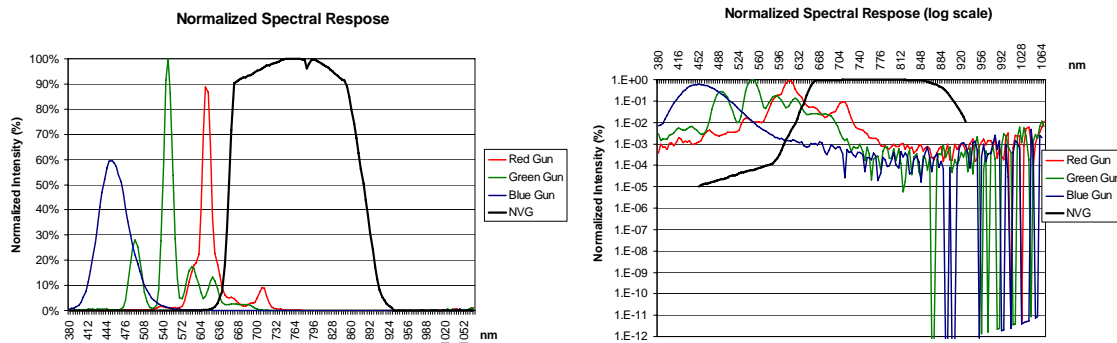 Normalized Spectral Respose
100%
90%
80%
70%
60%
50%
40%
30%
20%
10%
0%
Normalized Intensity (%)
380 412 444 476 508 540 572 604 636 668 700 732 764 796 828 860 892 924 956 988 1020 1052
nm
Red Gun
Green Gun
Blue Gun
NVG
Normalized Spectral Respose (log scale)
380 416 452 488 524 560 596 632 668 704 740 776 812 848 884 920 956 992 1028 1064
nm
1.E+00
1.E-01
1.E-02
1.E-03
1.E-04
1.E-05
1.E-06
1.E-07
1.E-08
1.E-09
1.E-10
1.E-11
1.E-12
Normalized Intensity (%)
Red Gun
Green Gun
Blue Gun
NVG